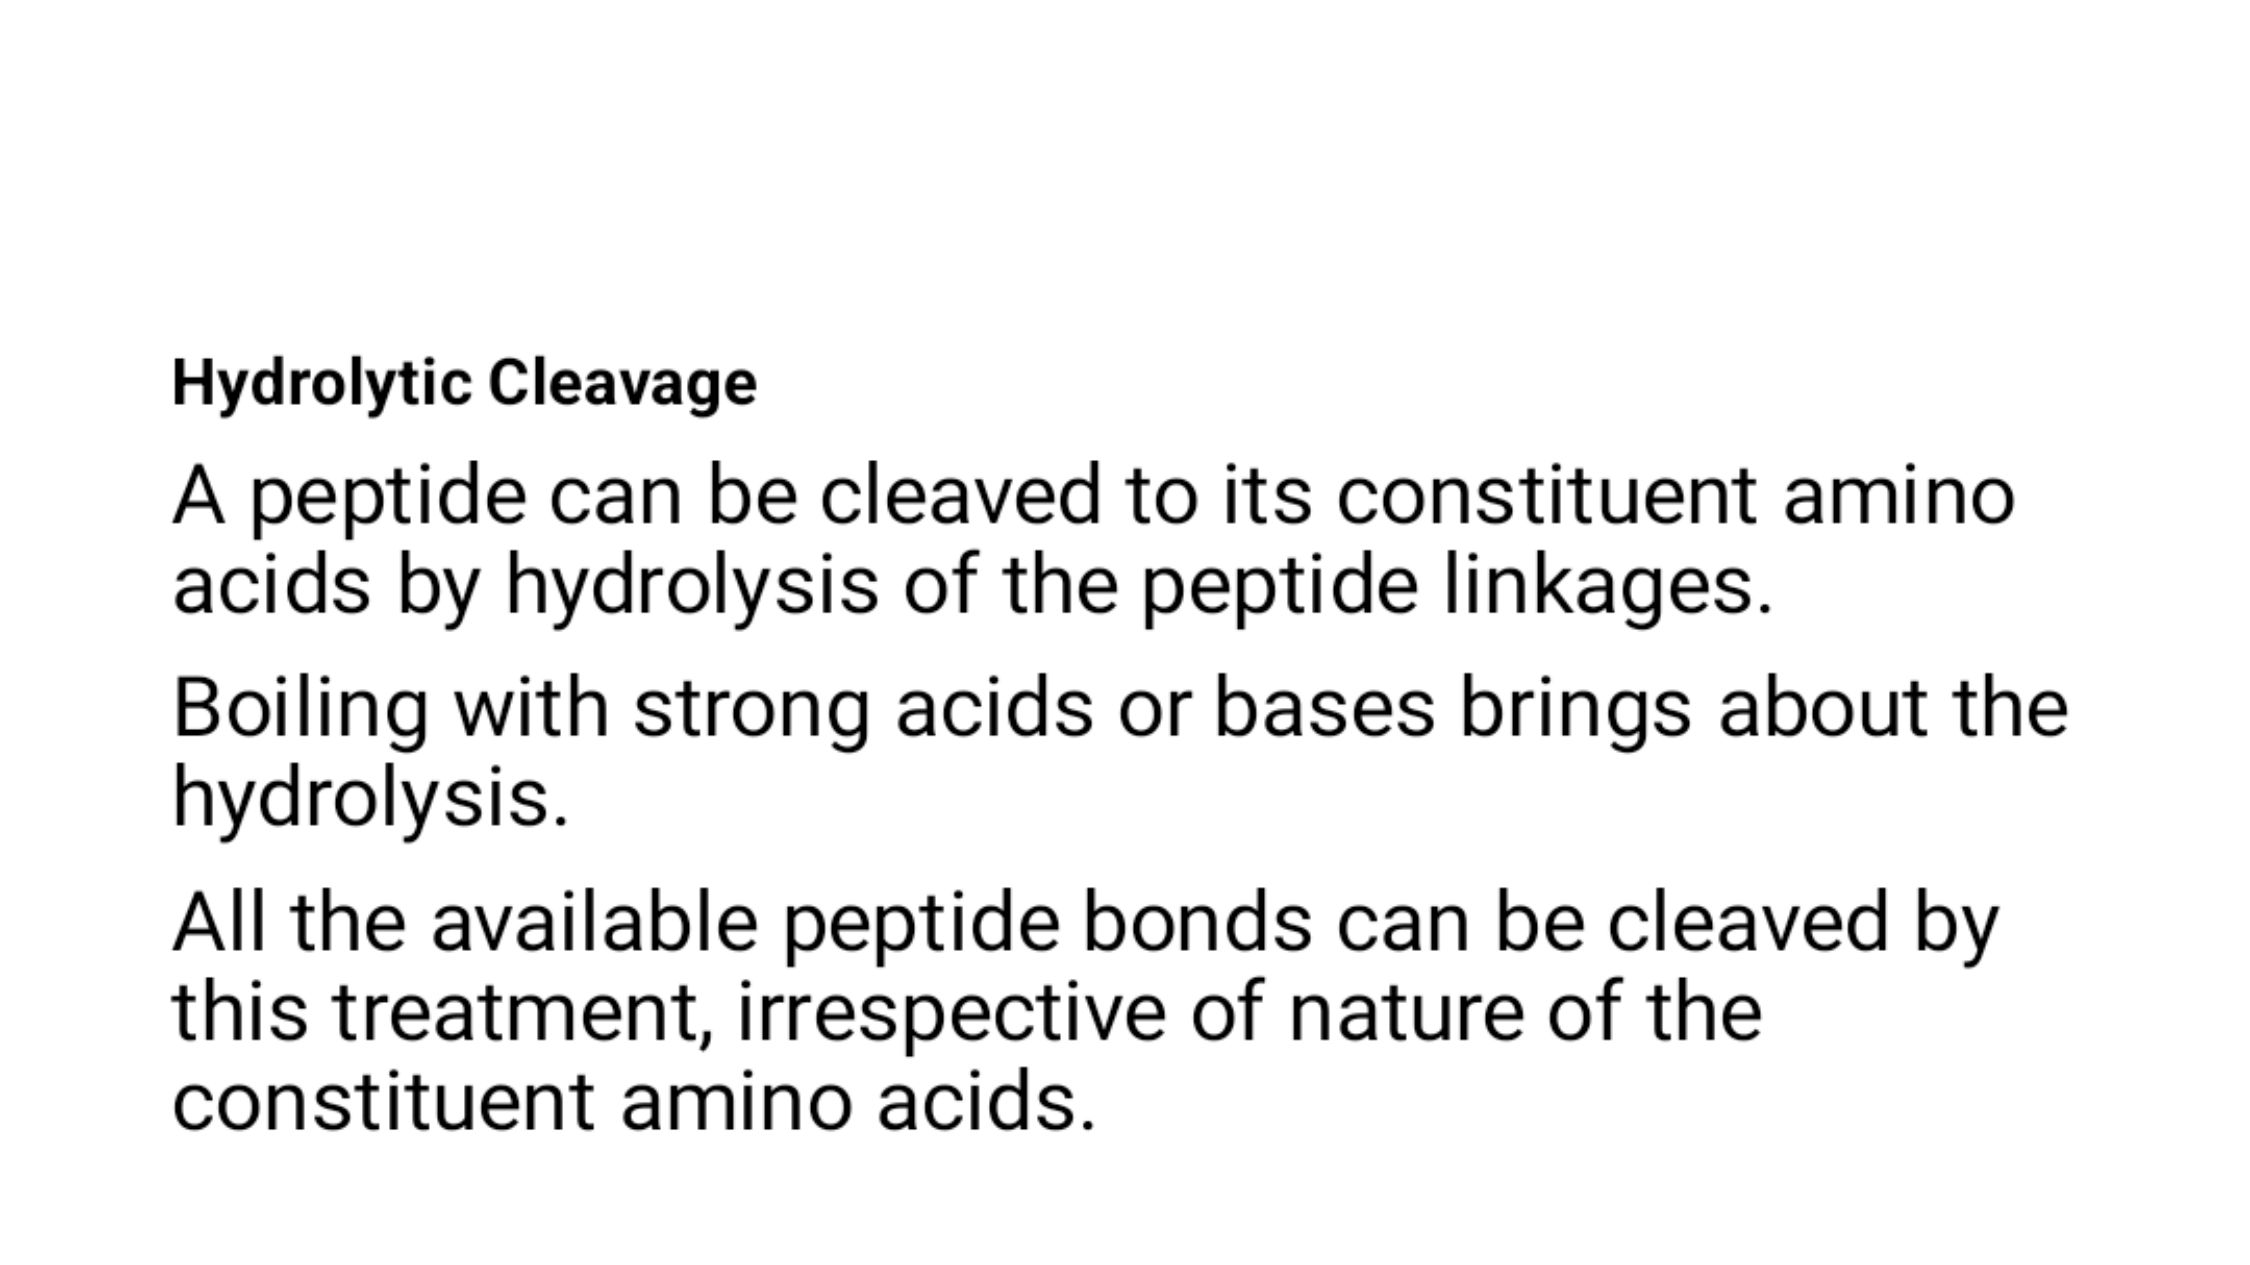 Hydrolytic Cleavage
A peptide can be cleaved to its constituent amino
acids by hydrolysis of the peptide linkages.
Boiling with strong acids or bases brings about the
hydrolysis.
All the available peptide bonds can be cleaved by
this treatment, irrespective of nature of the
constituent amino acids.